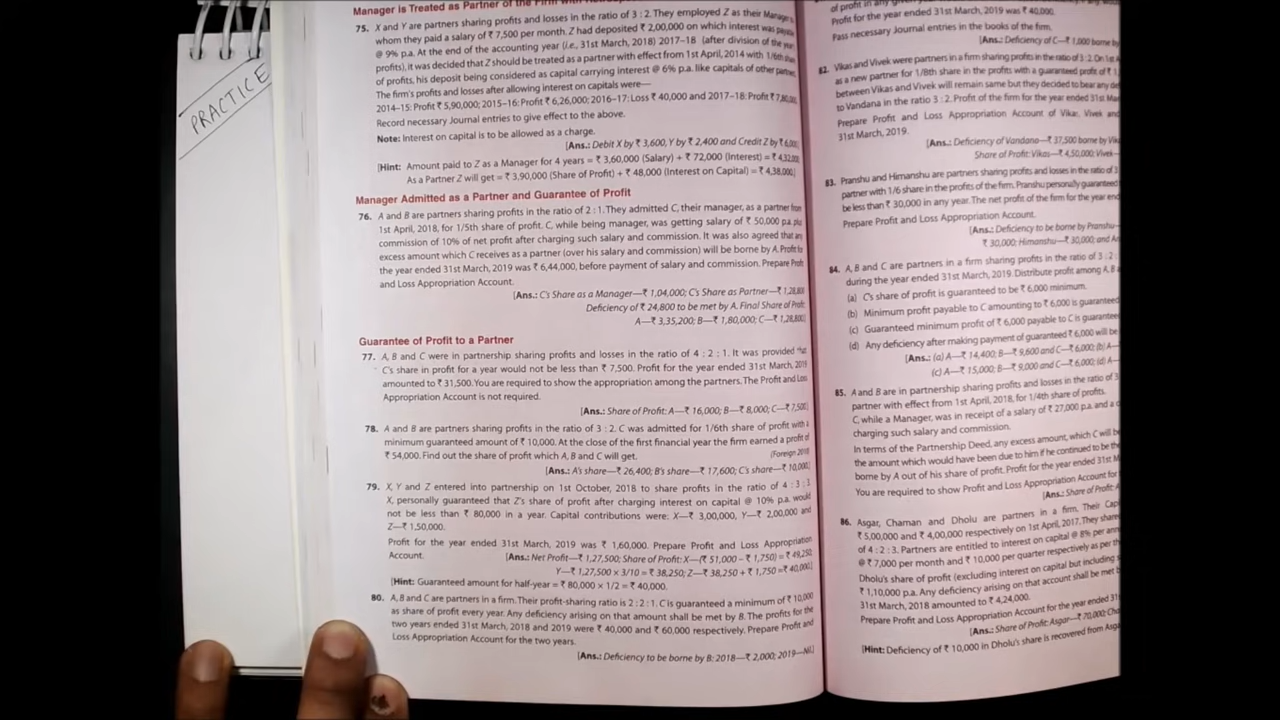 PRACTICE
Manager is Treated as Partner of the Firm with
75. X and Y are partners sharing profits and losses in the ratio of 3 : 2. They employed Z as their Manager
whom they paid a salary of ₹ 7,500 per month. Z had deposited ₹ 2,00,000 on which interest was
@ 9% p.a. At the end of the accounting year (i.e., 31st March, 2018) 2017–18 (after division of the
profits), it was decided that Z should be treated as a partner with effect from 1st April, 2014 with 1/6th
of profits, his deposit being considered as capital carrying interest @ 6% p.a. like capitals of other
The firm's profits and losses after allowing interest on capitals were—
2014–15: Profit ₹ 5,90,000; 2015–16: Profit ₹ 6,26,000; 2016–17: Loss ₹ 40,000 and 2017–18: Profit
Record necessary Journal entries to give effect to the above.
Note: Interest on capital is to be allowed as a charge.
[Ans.: Debit X by ₹ 3,600, Y by ₹ 2,400 and Credit Z by
[Hint: Amount paid to Z as a Manager for 4 years = ₹ 3,60,000 (Salary) + ₹ 72,000 (Interest) =
As a Partner Z will get = ₹ 3,90,000 (Share of Profit) + ₹ 48,000 (Interest on Capital) = ₹ 4,38,000]
Manager Admitted as a Partner and Guarantee of Profit
76. A and B are partners sharing profits in the ratio of 2 : 1. They admitted C, their manager, as a partner from
1st April, 2018, for 1/5th share of profit. C, while being manager, was getting salary of ₹ 50,000 p.a.
commission of 10% of net profit after charging such salary and commission. It was also agreed that
excess amount which C receives as a partner (over his salary and commission) will be borne by A. Profit
the year ended 31st March, 2019 was ₹ 6,44,000, before payment of salary and commission. Prepare
and Loss Appropriation Account.
[Ans.: C's Share as a Manager—₹ 1,04,000; C's Share as Partner—₹ 1,28,800
Deficiency of ₹ 24,800 to be met by A. Final Share of
A—₹ 3,35,200; B—₹ 1,80,000; C—₹ 1,28,800]
Guarantee of Profit to a Partner
77. A, B and C were in partnership sharing profits and losses in the ratio of 4 : 2 : 1. It was provided that
C's share in profit for a year would not be less than ₹ 7,500. Profit for the year ended 31st March, 2019
amounted to ₹ 31,500. You are required to show the appropriation among the partners. The Profit and Loss
Appropriation Account is not required.
[Ans.: Share of Profit: A—₹ 16,000; B—₹ 8,000; C—₹ 7,500]
78. A and B are partners sharing profits in the ratio of 3 : 2. C was admitted for 1/6th share of profit with a
minimum guaranteed amount of ₹ 10,000. At the close of the first financial year the firm earned a profit of
₹ 54,000. Find out the share of profit which A, B and C will get. (Foreign
[Ans.: A's share—₹ 26,400; B's share—₹ 17,600; C's share—₹ 10,000]
79. X, Y and Z entered into partnership on 1st October, 2018 to share profits in the ratio of 4 : 3 : 3
X, personally guaranteed that Z's share of profit after charging interest on capital @ 10% p.a. would
not be less than ₹ 80,000 in a year. Capital contributions were: X—₹ 3,00,000, Y—₹ 2,00,000 and
Z—₹ 1,50,000.
Profit for the year ended 31st March, 2019 was ₹ 1,60,000. Prepare Profit and Loss Appropriation
Account. [Ans.: Net Profit—₹ 1,27,500; Share of Profit: X—(₹ 51,000 – ₹ 1,750) = ₹ 49,250
Y—₹ 1,27,500 x 3/10 = ₹ 38,250; Z—₹ 38,250 + ₹ 1,750 = ₹ 40,000]
[Hint: Guaranteed amount for half-year = ₹ 80,000 × 1/2 = ₹ 40,000.
80. A, B and C are partners in a firm. Their profit-sharing ratio is 2 : 2 : 1. C is guaranteed a minimum of ₹ 10,000
as share of profit every year. Any deficiency arising on that account shall be met by B. The profits for the
two years ended 31st March, 2018 and 2019 were ₹ 40,000 and ₹ 60,000 respectively. Prepare Profit and
Loss Appropriation Account for the two years.
[Ans.: Deficiency to be borne by B: 2018—₹ 2,000; 2019—Nil]
of profit in any
Profit for the year ended 31st March, 2019 was ₹ 40,000.
Pass necessary Journal entries in the books of the firm.
[Ans.: Deficiency of C—₹ 1,000 borne by
82. Vikas and Vivek were partners in a firm sharing profits in the ratio of 3 : 2. On 1st
as a new partner for 1/8th share in the profits with a guaranteed profit of
between Vikas and Vivek will remain same but they decided to bear any
to Vandana in the ratio 3 : 2. Profit of the firm for the year ended 31st
Prepare Profit and Loss Appropriation Account of Vikas, Vivek and
31st March, 2019.
[Ans.: Deficiency of Vandana—₹ 37,500 borne by
Share of Profit: Vikas—₹ 4,50,000; Vivek—
83. Pranshu and Himanshu are partners sharing profits and losses in the ratio of 3
partner with 1/6 share in the profits of the firm. Pranshu personally guaranteed
be less than ₹ 30,000 in any year. The net profit of the firm for the year
Prepare Profit and Loss Appropriation Account.
[Ans.: Deficiency to be borne by Pranshu—
₹ 30,000; Himanshu—₹ 30,000; and
84. A, B and C are partners in a firm sharing profits in the ratio of 3 : 2 :
during the year ended 31st March, 2019. Distribute profit among A, B
(a) C's share of profit is guaranteed to be ₹ 6,000 minimum.
(b) Minimum profit payable to C amounting to ₹ 6,000 is guaranteed
(c) Guaranteed minimum profit of ₹ 6,000 payable to C is guaranteed
(d) Any deficiency after making payment of guaranteed ₹ 6,000 will be
[Ans.: (a) A—₹ 14,400; B—₹ 9,600 and C—₹ 6,000; (b) A—
(c) A—₹ 15,000; B—₹ 9,000 and C—₹ 6,000; (d) A—
85. A and B are in partnership sharing profits and losses in the ratio of 3
partner with effect from 1st April, 2018, for 1/4th share of profits.
C, while a Manager, was in receipt of a salary of ₹ 27,000 p.a. and a
charging such salary and commission.
In terms of the Partnership Deed, any excess amount, which C will be
the amount which would have been due to him if he continued to be the
borne by A out of his share of profit. Profit for the year ended 31st
You are required to show Profit and Loss Appropriation Account for
[Ans.: Share of Profit:
86. Asgar, Chaman and Dholu are partners in a firm. Their
₹ 5,00,000 and ₹ 4,00,000 respectively on 1st April, 2017. They
of 4 : 2 : 3. Partners are entitled to interest on capital @ 8% per
@ ₹ 7,000 per month and ₹ 10,000 per quarter respectively as per
Dholu's share of profit (excluding interest on capital but including
₹ 1,10,000 p.a. Any deficiency arising on that account shall be met
31st March, 2018 amounted to ₹ 4,24,000.
Prepare Profit and Loss Appropriation Account for the year ended
[Ans.: Share of Profit: Asgar—₹ 70,000;
[Hint: Deficiency of ₹ 10,000 in Dholu's share is recovered from